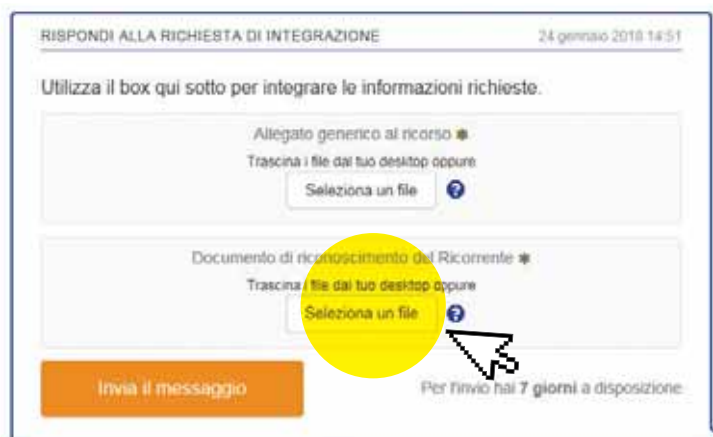 RISPONDI ALLA RICHIESTA DI INTEGRAZIONE 24 gennaio 2018 14:51
Utilizza il box qui sotto per integrare le informazioni richieste.
Allegato generico al ricorso *
Trascina i file dal tuo desktop oppure
Seleziona un file ?
Documento di riconoscimento del Ricorrente *
Trascina i file dal tuo desktop oppure
Seleziona un file ?
Invia il messaggio Per l'invio hai 7 giorni a disposizione